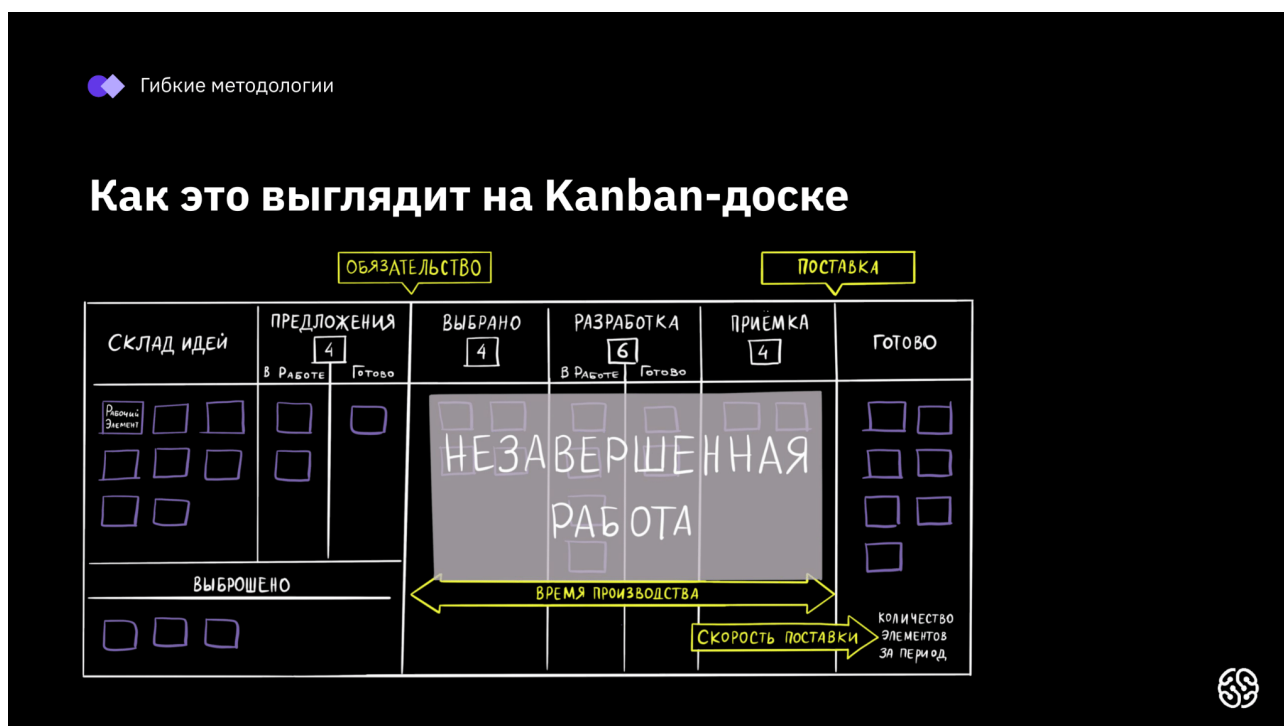 Гибкие методологии
Как это выглядит на Kanban-доске
ОБЯЗАТЕЛЬСТВО
ПОСТАВКА
СКЛАД ИДЕЙ
ПРЕДЛОЖЕНИЯ
4
В РАБОТЕ
ГОТОВО
ВЫБРАНО
4
РАЗРАБОТКА
6
В РАБОТЕ
ГОТОВО
ПРИЁМКА
4
ГОТОВО
РАБОЧИЙ
ЭЛЕМЕНТ
НЕЗАВЕРШЕННАЯ
РАБОТА
ВЫБРОШЕНО
ВРЕМЯ ПРОИЗВОДСТВА
СКОРОСТЬ ПОСТАВКИ
КОЛИЧЕСТВО
ЭЛЕМЕНТОВ
ЗА ПЕРИОД